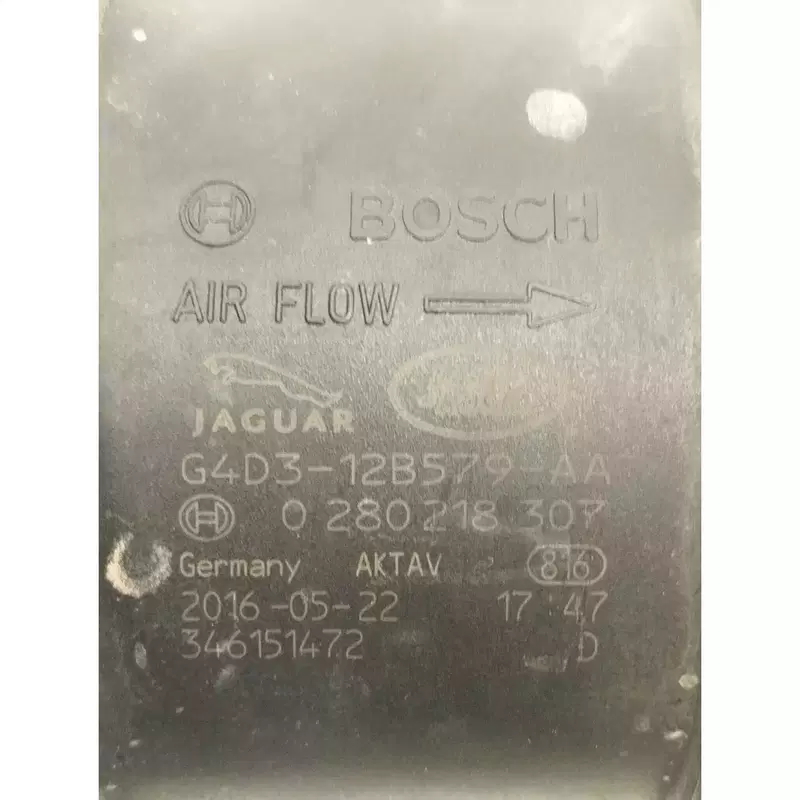 BOSCH
AIR FLOW
JAGUAR
G4D3-12B579-AA
0 280 218 307
Germany AKTAV 816
2016-05-22 17 47
346151472 D